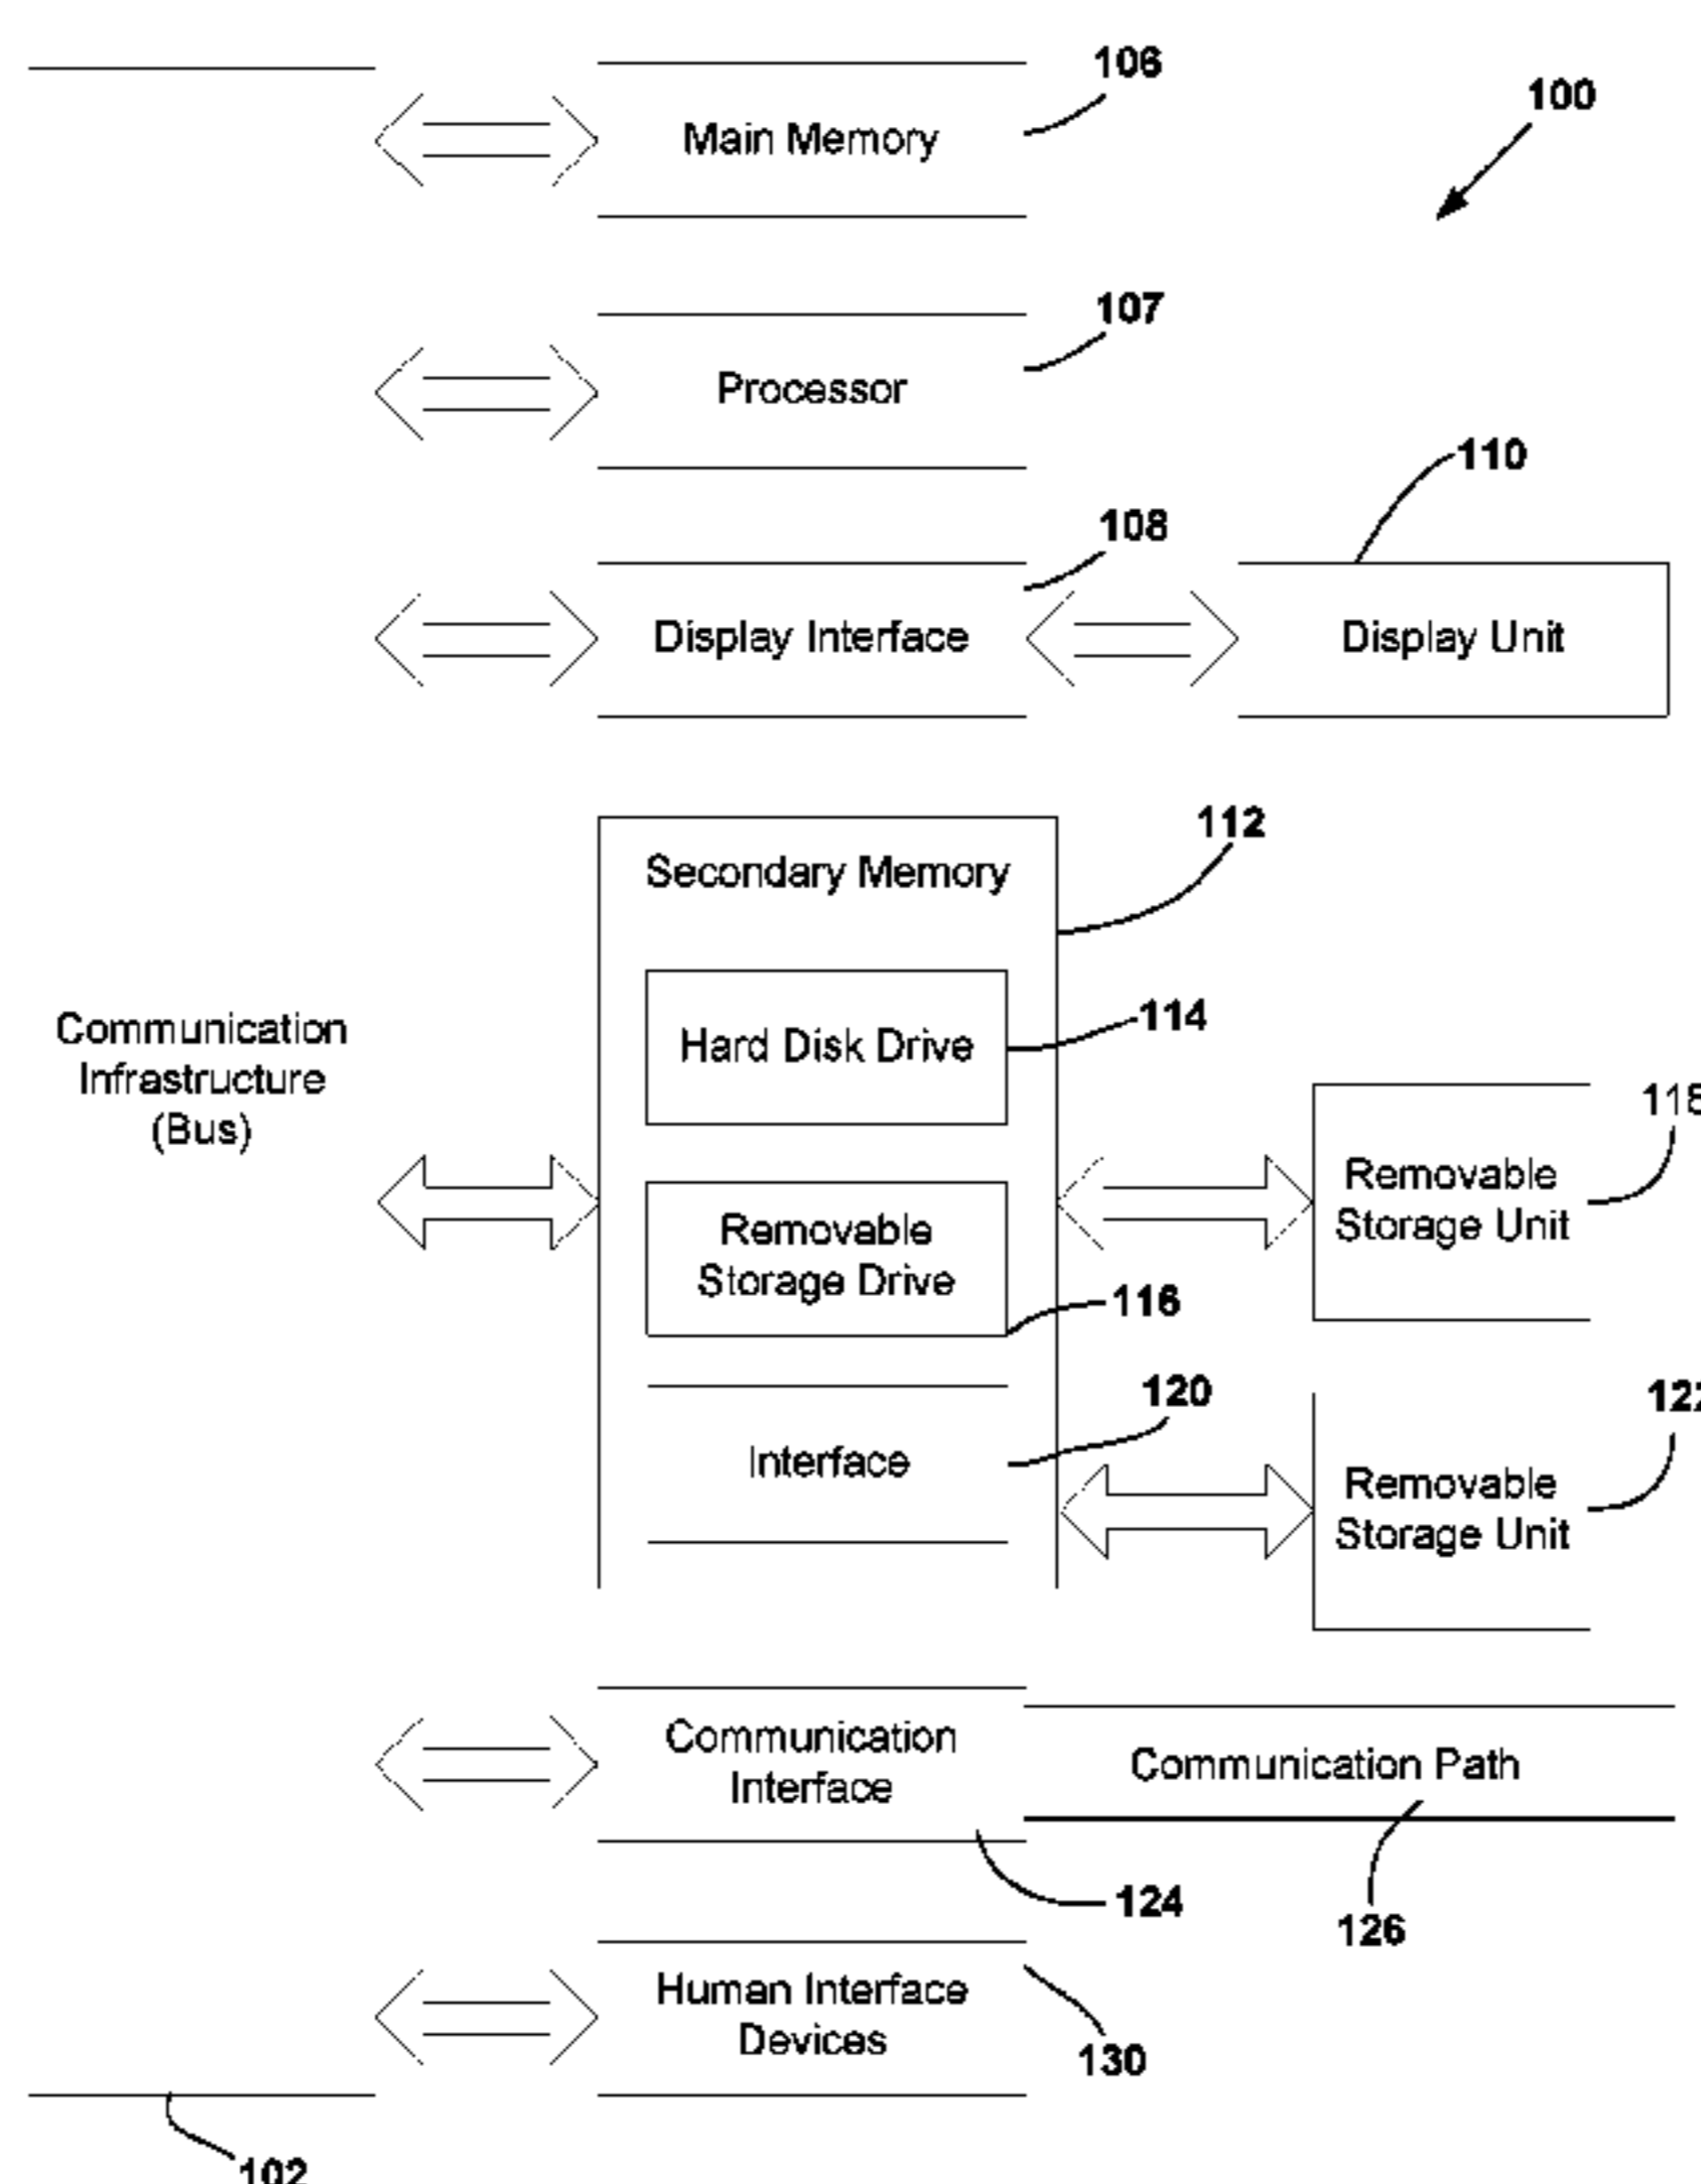 106
100
Main Memory
107
Processor
110
108
Display Interface
Display Unit
112
Secondary Memory
Hard Disk Drive
114
Communication
Infrastructure
(Bus)
118
Removable
Storage Unit
Removable
Storage Drive
116
120
122
Interface
Removable
Storage Unit
Communication
Interface
Communication Path
124
126
Human Interface
Devices
130
102